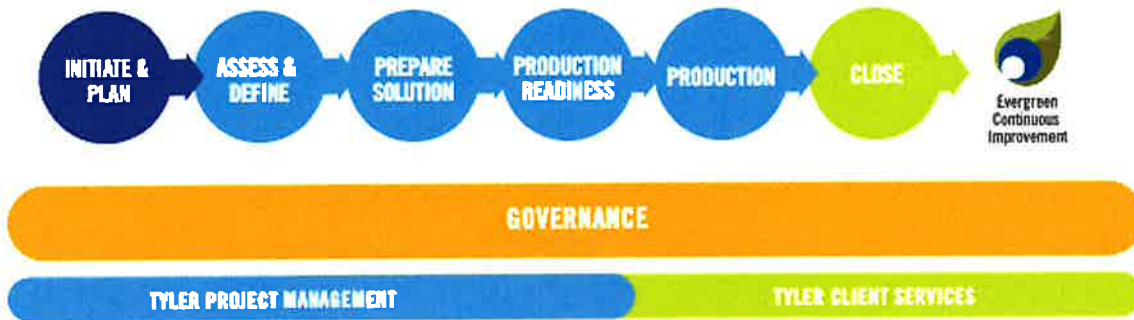 INITIATE &
PLAN
ASSESS &
DEFINE
PREPARE
SOLUTION
PRODUCTION
READINESS
PRODUCTION
CLOSE
Evergreen
Continuous
Improvement
GOVERNANCE
TYLER PROJECT MANAGEMENT
TYLER CLIENT SERVICES